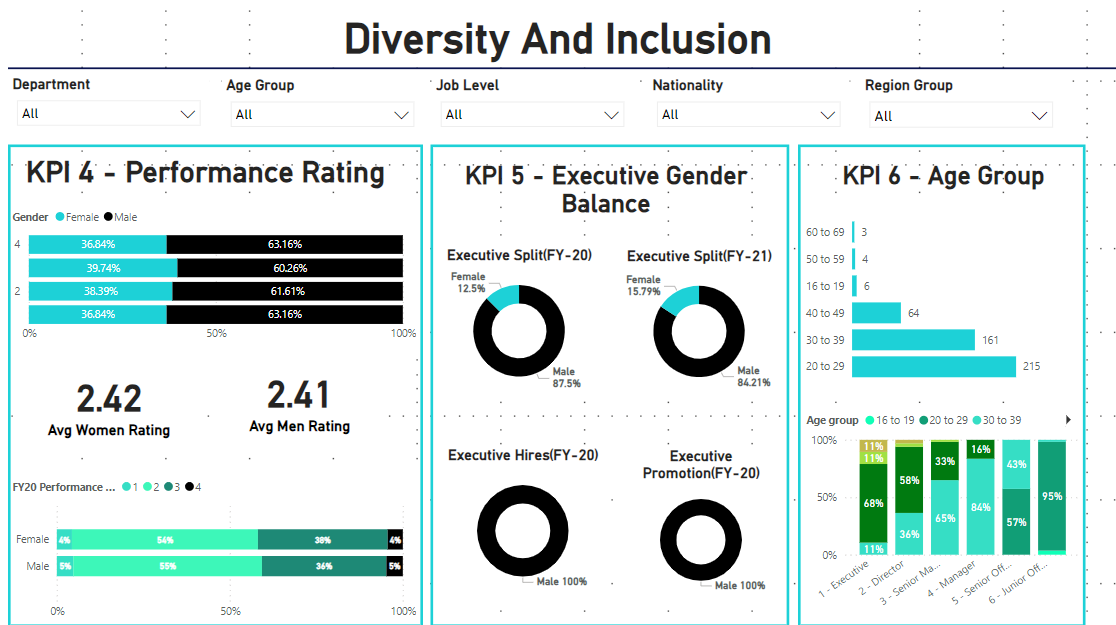 Diversity And Inclusion
Department
Age Group
Job Level
Nationality
Region Group
All
All
All
All
All
KPI 4 - Performance Rating
Gender Female Male
4 36.84% 63.16%
39.74% 60.26%
2 38.39% 61.61%
36.84% 63.16%
0% 50% 100%
2.42
Avg Women Rating
2.41
Avg Men Rating
FY20 Performance ... 1 2 3 4
Female 4% 54% 38% 4%
Male 5% 55% 36% 5%
0% 50% 100%
KPI 5 - Executive Gender
Balance
Executive Split(FY-20)
Female
12.5%
Male
87.5%
Executive Split(FY-21)
Female
15.79%
Male
84.21%
Executive Hires(FY-20)
Male 100%
Executive
Promotion(FY-20)
Male 100%
KPI 6 - Age Group
60 to 69 3
50 to 59 4
16 to 19 6
40 to 49 64
30 to 39 161
20 to 29 215
Age group 16 to 19 20 to 29 30 to 39
100%
50%
0%
11%
11%
68%
11%
58%
36%
33%
65%
16%
84%
43%
57%
95%
1 - Executive
2 - Director
3 - Senior Ma...
4 - Manager
5 - Senior Off...
6 - Junior Off...